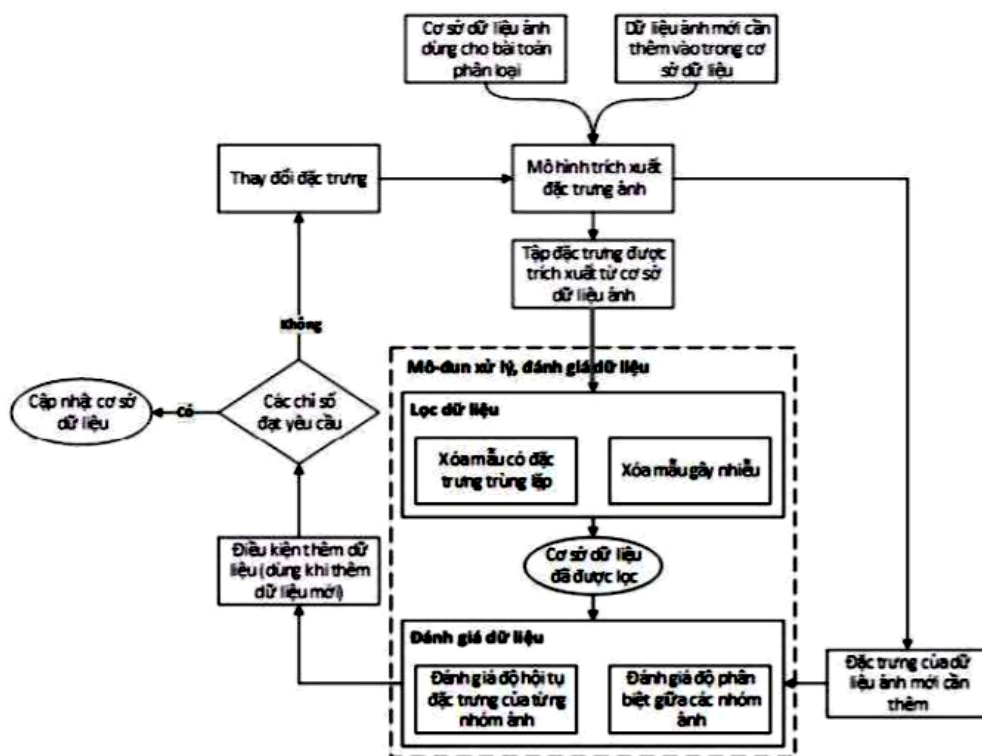 Cơ sở dữ liệu ảnh
dùng cho bài toán
phân loại
Dữ liệu ảnh mới cần
thêm vào trong cơ
sở dữ liệu
Thay đổi đặc trưng
Mô hình trích xuất
đặc trưng ảnh
Tập đặc trưng được
trích xuất từ cơ sở
dữ liệu ảnh
Không
Mô-đun xử lý, đánh giá dữ liệu
Cập nhật cơ sở
dữ liệu
Có
Các chỉ số
đạt yêu cầu
Lọc dữ liệu
Xóa mẫu có đặc
trưng trùng lặp
Xóa mẫu gây nhiễu
Điều kiện thêm dữ
liệu (dùng khi thêm
dữ liệu mới)
Cơ sở dữ liệu
đã được lọc
Đánh giá dữ liệu
Đánh giá độ hội tụ
đặc trưng của từng
nhóm ảnh
Đánh giá độ phân
biệt giữa các nhóm
ảnh
Đặc trưng của dữ
liệu ảnh mới cần
thêm